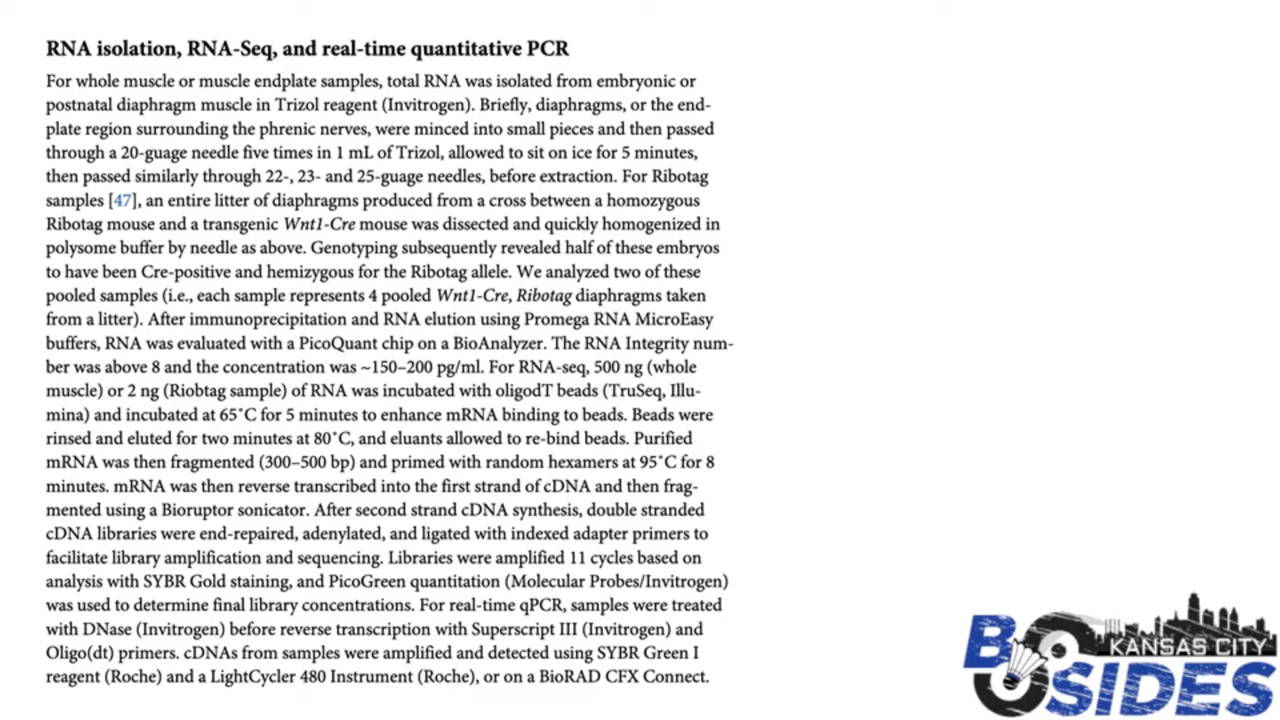 RNA isolation, RNA-Seq, and real-time quantitative PCR
For whole muscle or muscle endplate samples, total RNA was isolated from embryonic or
postnatal diaphragm muscle in Trizol reagent (Invitrogen). Briefly, diaphragms, or the end-
plate region surrounding the phrenic nerves, were minced into small pieces and then passed
through a 20-guage needle five times in 1 mL of Trizol, allowed to sit on ice for 5 minutes,
then passed similarly through 22-, 23- and 25-guage needles, before extraction. For Ribotag
samples [47], an entire litter of diaphragms produced from a cross between a homozygous
Ribotag mouse and a transgenic Wnt1-Cre mouse was dissected and quickly homogenized in
polysome buffer by needle as above. Genotyping subsequently revealed half of these embryos
to have been Cre-positive and hemizygous for the Ribotag allele. We analyzed two of these
pooled samples (i.e., each sample represents 4 pooled Wnt1-Cre, Ribotag diaphragms taken
from a litter). After immunoprecipitation and RNA elution using Promega RNA MicroEasy
buffers, RNA was evaluated with a PicoQuant chip on a BioAnalyzer. The RNA Integrity num-
ber was above 8 and the concentration was ~150–200 pg/ml. For RNA-seq, 500 ng (whole
muscle) or 2 ng (Riobtag sample) of RNA was incubated with oligodT beads (TruSeq, Illu-
mina) and incubated at 65˚C for 5 minutes to enhance mRNA binding to beads. Beads were
rinsed and eluted for two minutes at 80˚C, and eluants allowed to re-bind beads. Purified
mRNA was then fragmented (300–500 bp) and primed with random hexamers at 95˚C for 8
minutes. mRNA was then reverse transcribed into the first strand of cDNA and then frag-
mented using a Bioruptor sonicator. After second strand cDNA synthesis, double stranded
cDNA libraries were end-repaired, adenylated, and ligated with indexed adapter primers to
facilitate library amplification and sequencing. Libraries were amplified 11 cycles based on
analysis with SYBR Gold staining, and PicoGreen quantitation (Molecular Probes/Invitrogen)
was used to determine final library concentrations. For real-time qPCR, samples were treated
with DNase (Invitrogen) before reverse transcription with Superscript III (Invitrogen) and
Oligo(dt) primers. cDNAs from samples were amplified and detected using SYBR Green I
reagent (Roche) and a LightCycler 480 Instrument (Roche), or on a BioRAD CFX Connect.
KANSAS CITY
BSIDES